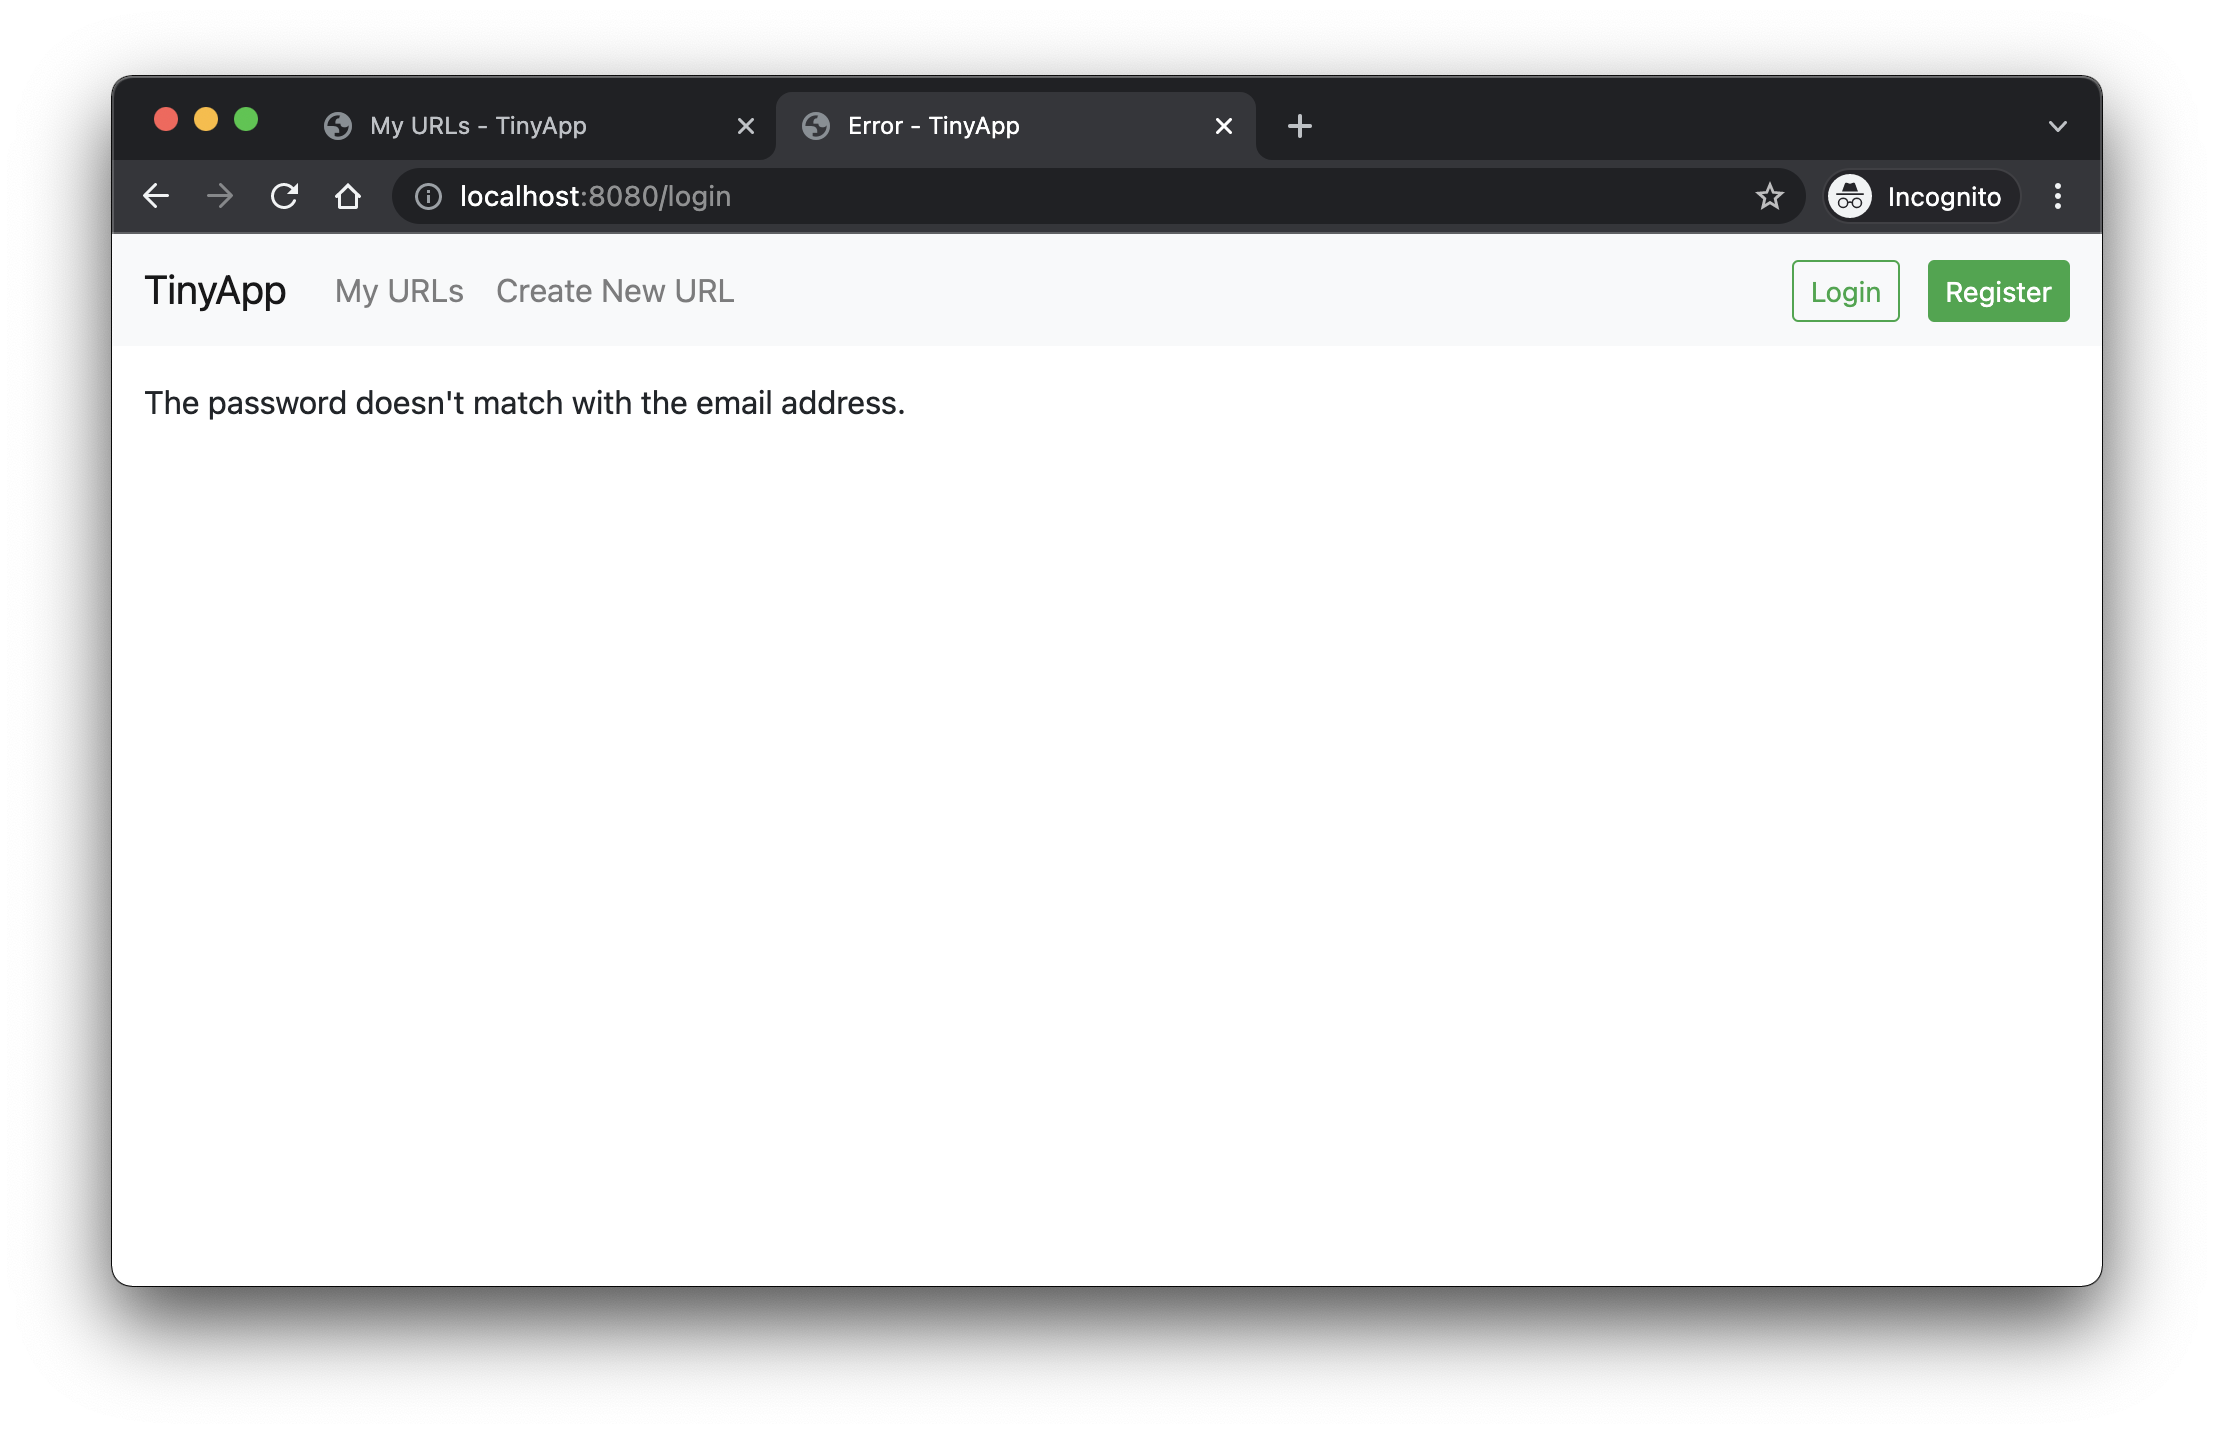 My URLs - TinyApp
Error - TinyApp
localhost:8080/login
Incognito
TinyApp My URLs Create New URL Login Register
The password doesn't match with the email address.